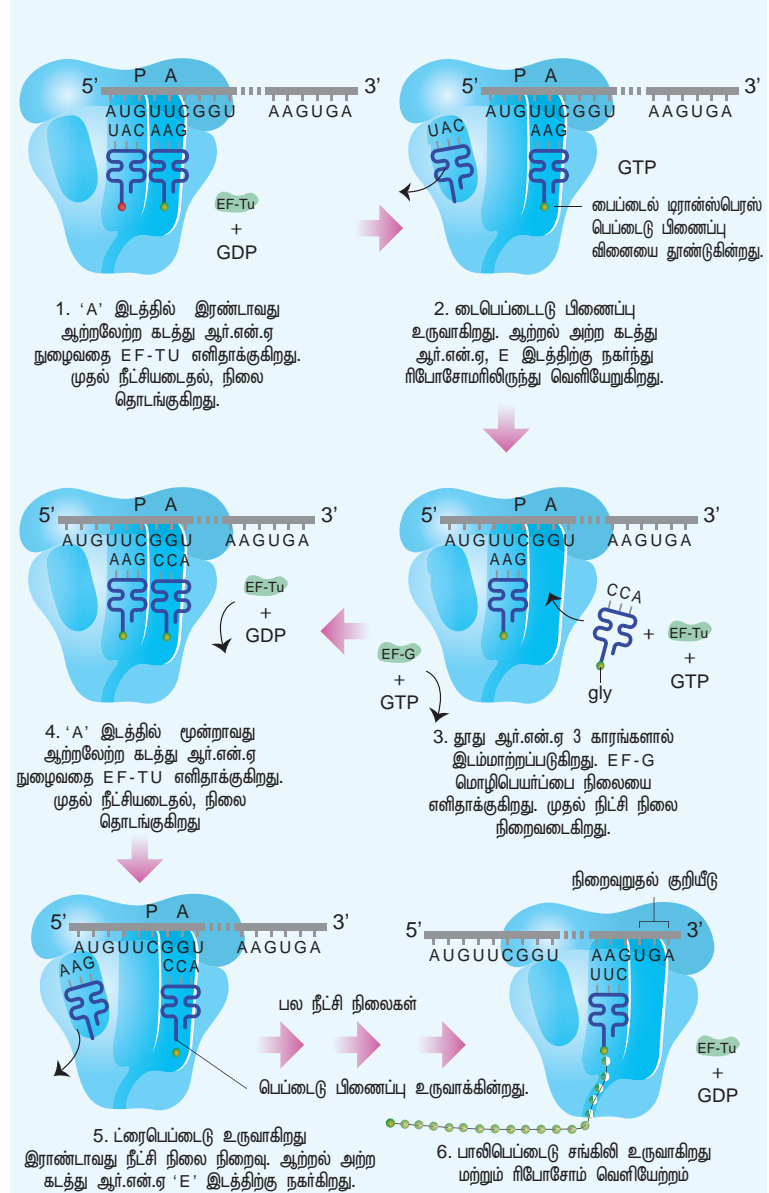 P A
5' 3'
AUGUUCGGU AAGUGA
UAC AAG
EF-Tu
+
GDP
1. 'A' இடத்தில் இரண்டாவது
ஆற்றலேற்ற கடத்து ஆர்.என்.ஏ
நுழைவதை EF-TU எளிதாக்குகிறது.
முதல் நீட்சியடைதல், நிலை
தொடங்குகிறது.
P A
5' 3'
AUGUUCGGU AAGUGA
UAC AAG
GTP
பைப்டைல் டிரான்ஸ்பெரஸ்
பெப்டைடு பிணைப்பு
வினையை தூண்டுகின்றது.
2. டைபெப்டைடு பிணைப்பு
உருவாகிறது. ஆற்றல் அற்ற கடத்து
ஆர்.என்.ஏ, E இடத்திற்கு நகர்ந்து
ரிபோசோமரிலிருந்து வெளியேறுகிறது.
P A
5' 3'
AUGUUCGGU AAGUGA
AAG
CCA
+ EF-Tu
+
GTP
gly
EF-G
+
GTP
3. தூது ஆர்.என்.ஏ 3 காரங்களால்
இடம்மாற்றப்படுகிறது. EF-G
மொழிபெயர்ப்பை நிலையை
எளிதாக்குகிறது. முதல் நிட்சி நிலை
நிறைவடைகிறது.
P A
5' 3'
AUGUUCGGU AAGUGA
AAG CCA
EF-Tu
+
GDP
4. 'A' இடத்தில் மூன்றாவது
ஆற்றலேற்ற கடத்து ஆர்.என்.ஏ
நுழைவதை EF-TU எளிதாக்குகிறது.
முதல் நீட்சியடைதல், நிலை
தொடங்குகிறது
P A
5' 3'
AUGUUCGGU AAGUGA
AAG CCA
பல நீட்சி நிலைகள்
பெப்டைடு பிணைப்பு உருவாக்கின்றது.
5. ட்ரைபெப்டைடு உருவாகிறது
இராண்டாவது நீட்சி நிலை நிறைவு. ஆற்றல் அற்ற
கடத்து ஆர்.என்.ஏ 'E' இடத்திற்கு நகர்கிறது.
நிறைவுறுதல் குறியீடு
5' 3'
AUGUUCGGU AAGUGA
UUC
EF-Tu
+
GDP
6. பாலிபெப்டைடு சங்கிலி உருவாகிறது
மற்றும் ரிபோசோம் வெளியேற்றம்